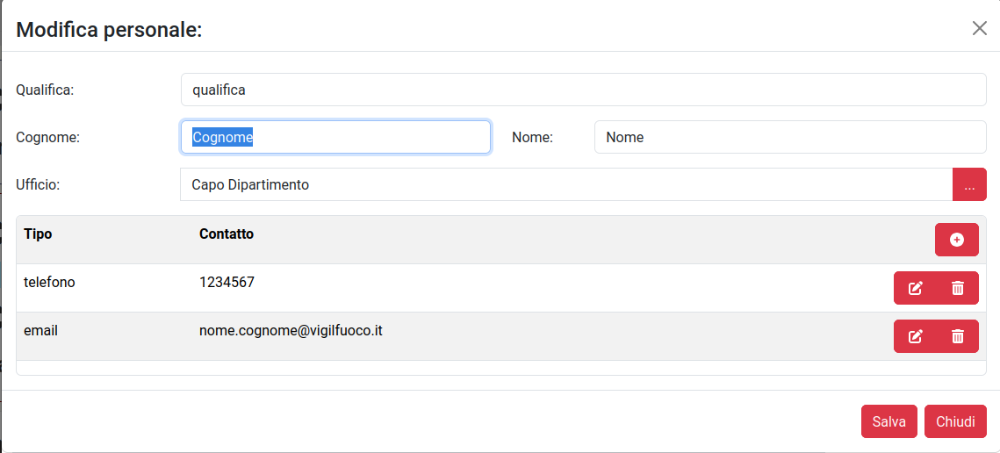 Modifica personale:
Qualifica: qualifica
Cognome: Cognome Nome: Nome
Ufficio: Capo Dipartimento ...
Tipo Contatto
telefono 1234567
email nome.cognome@vigilfuoco.it
Salva Chiudi